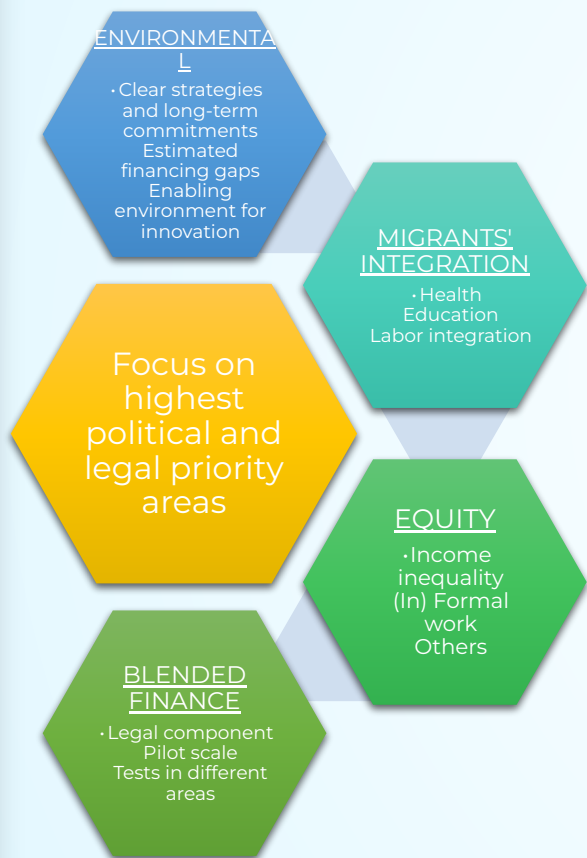 ENVIRONMENTA
L
· Clear strategies
and long-term
commitments
Estimated
financing gaps
Enabling
environment for
innovation
MIGRANTS'
INTEGRATION
· Health
Education
Labor integration
Focus on
highest
political and
legal priority
areas
EQUITY
· Income
inequality
(In) Formal
work
Others
BLENDED
FINANCE
· Legal component
Pilot scale
Tests in different
areas